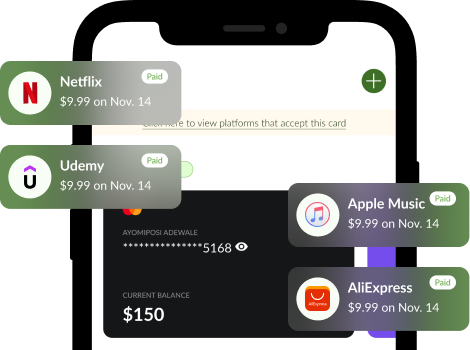 Netflix
Paid
$9.99 on Nov. 14
Click here to view platforms that accept this card
Udemy
Paid
$9.99 on Nov. 14
AYOMIPOSI ADEWALE
***************5168
CURRENT BALANCE
$150
Apple Music
Paid
$9.99 on Nov. 14
AliExpress
AliExpress
Paid
$9.99 on Nov. 14